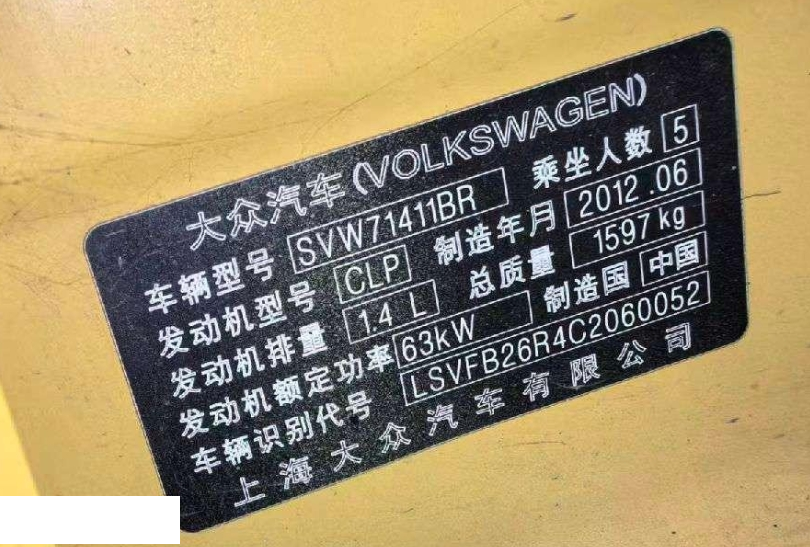 大众汽车(VOLKSWAGEN)
车辆型号 SVW71411BR 乘坐人数 5
发动机型号 CLP 制造年月 2012.06
发动机排量 1.4 L 总质量 1597 kg
发动机额定功率 63kW 制造国 中国
车辆识别代号 LSVFB26R4C2060052
上海大众汽车有限公司